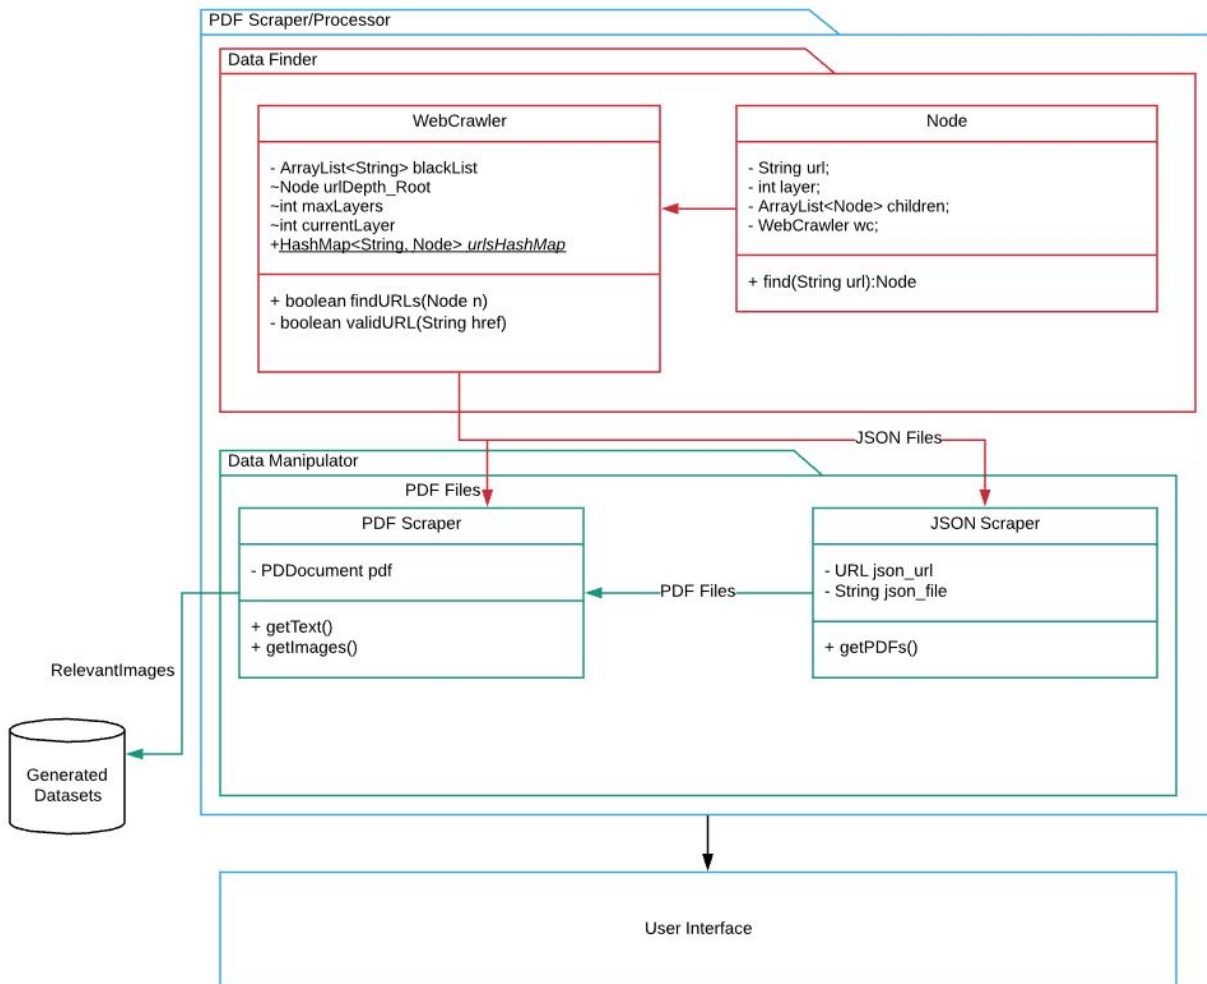 PDF Scraper/Processor
Data Finder
WebCrawler
- ArrayList<String> blackList
~Node urlDepth_Root
~int maxLayers
~int currentLayer
+HashMap<String, Node> urlsHashMap
+ boolean findURLs(Node n)
- boolean validURL(String href)
Node
- String url;
- int layer;
- ArrayList<Node> children;
- WebCrawler wc;
+ find(String url):Node
JSON Files
Data Manipulator
PDF Files
PDF Scraper
- PDDocument pdf
+ getText()
+ getImages()
PDF Files
JSON Scraper
- URL json_url
- String json_file
+ getPDFs()
RelevantImages
Generated
Datasets
User Interface